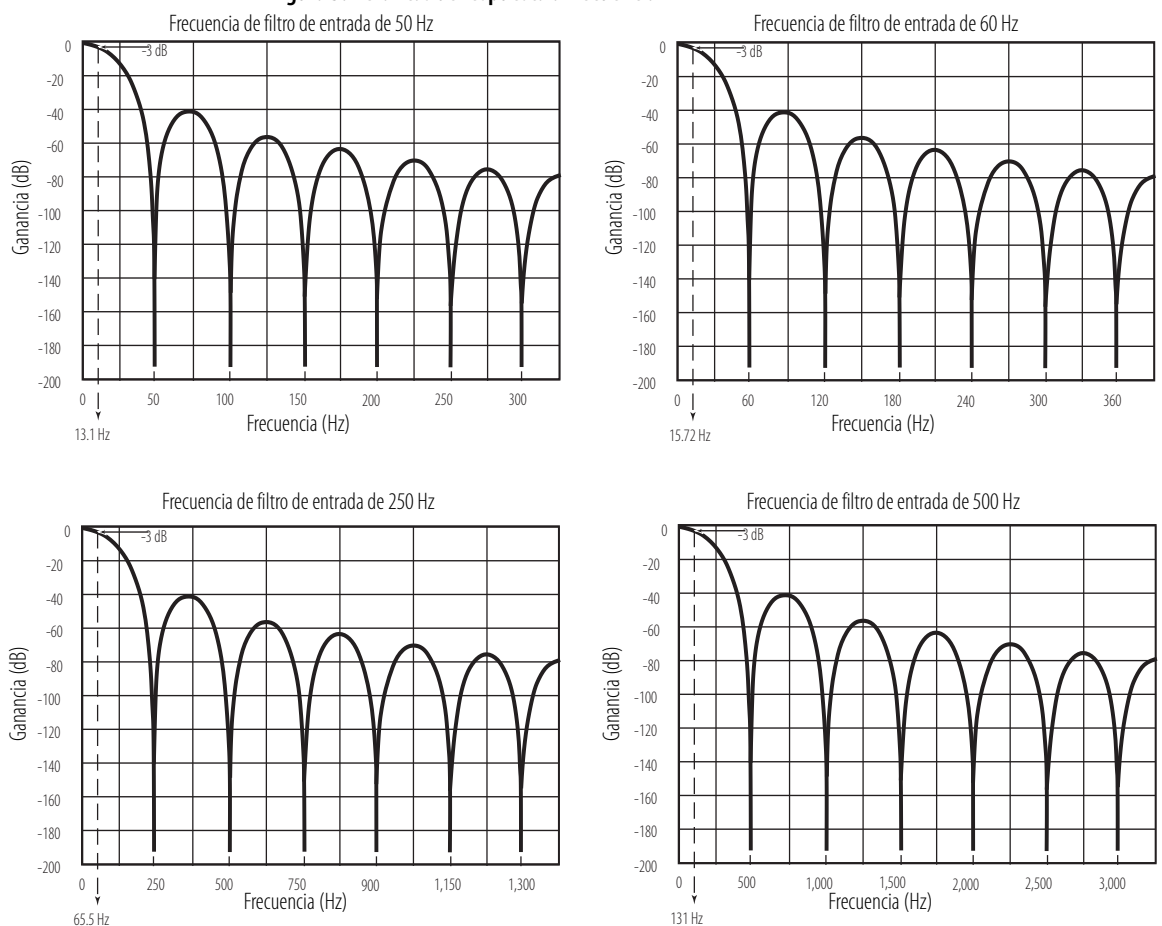 Frecuencia de filtro de entrada de 50 Hz
0
-20
-40
-60
-80
-100
-120
-140
-160
-180
-200
Ganancia (dB)
-3 dB
0 50 100 150 200 250 300
Frecuencia (Hz)
13.1 Hz
Frecuencia de filtro de entrada de 60 Hz
0
-20
-40
-60
-80
-100
-120
-140
-160
-180
-200
Ganancia (dB)
-3 dB
0 60 120 180 240 300 360
Frecuencia (Hz)
15.72 Hz
Frecuencia de filtro de entrada de 250 Hz
0
-20
-40
-60
-80
-100
-120
-140
-160
-180
-200
Ganancia (dB)
-3 dB
0 250 500 750 900 1,150 1,300
Frecuencia (Hz)
65.5 Hz
Frecuencia de filtro de entrada de 500 Hz
0
-20
-40
-60
-80
-100
-120
-140
-160
-180
-200
Ganancia (dB)
-3 dB
0 500 1,000 1,500 2,000 2,500 3,000
Frecuencia (Hz)
131 Hz